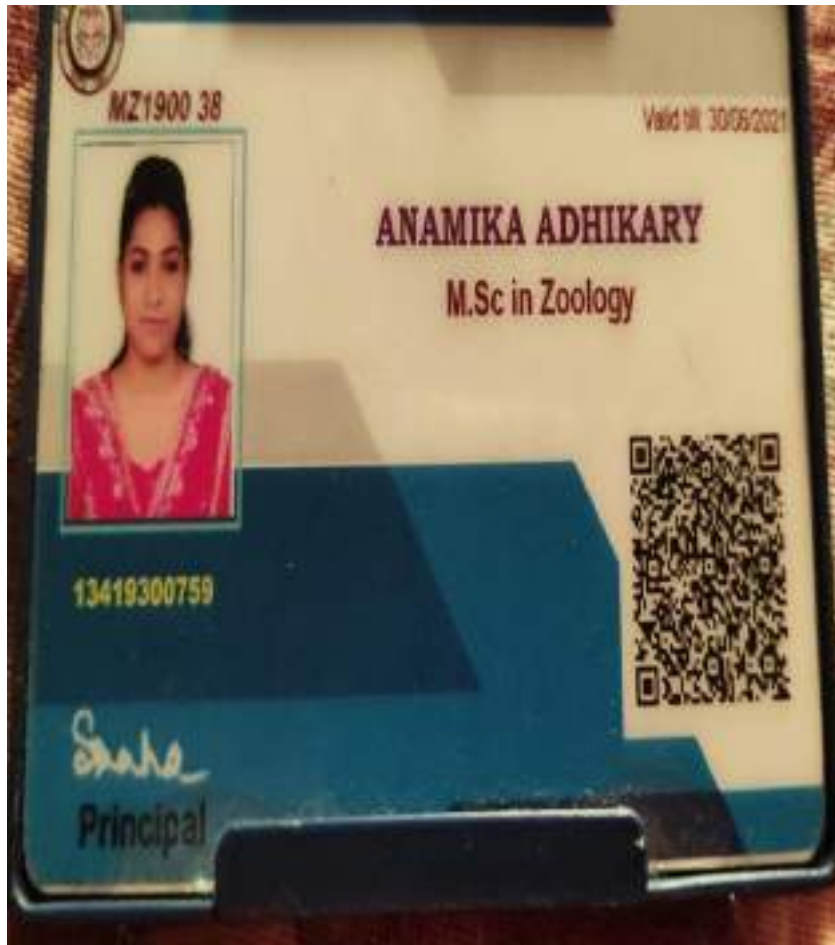 MZ1900 38
Valid till: 30/06/2021
ANAMIKA ADHIKARY
M.Sc in Zoology
13419300759
Principal